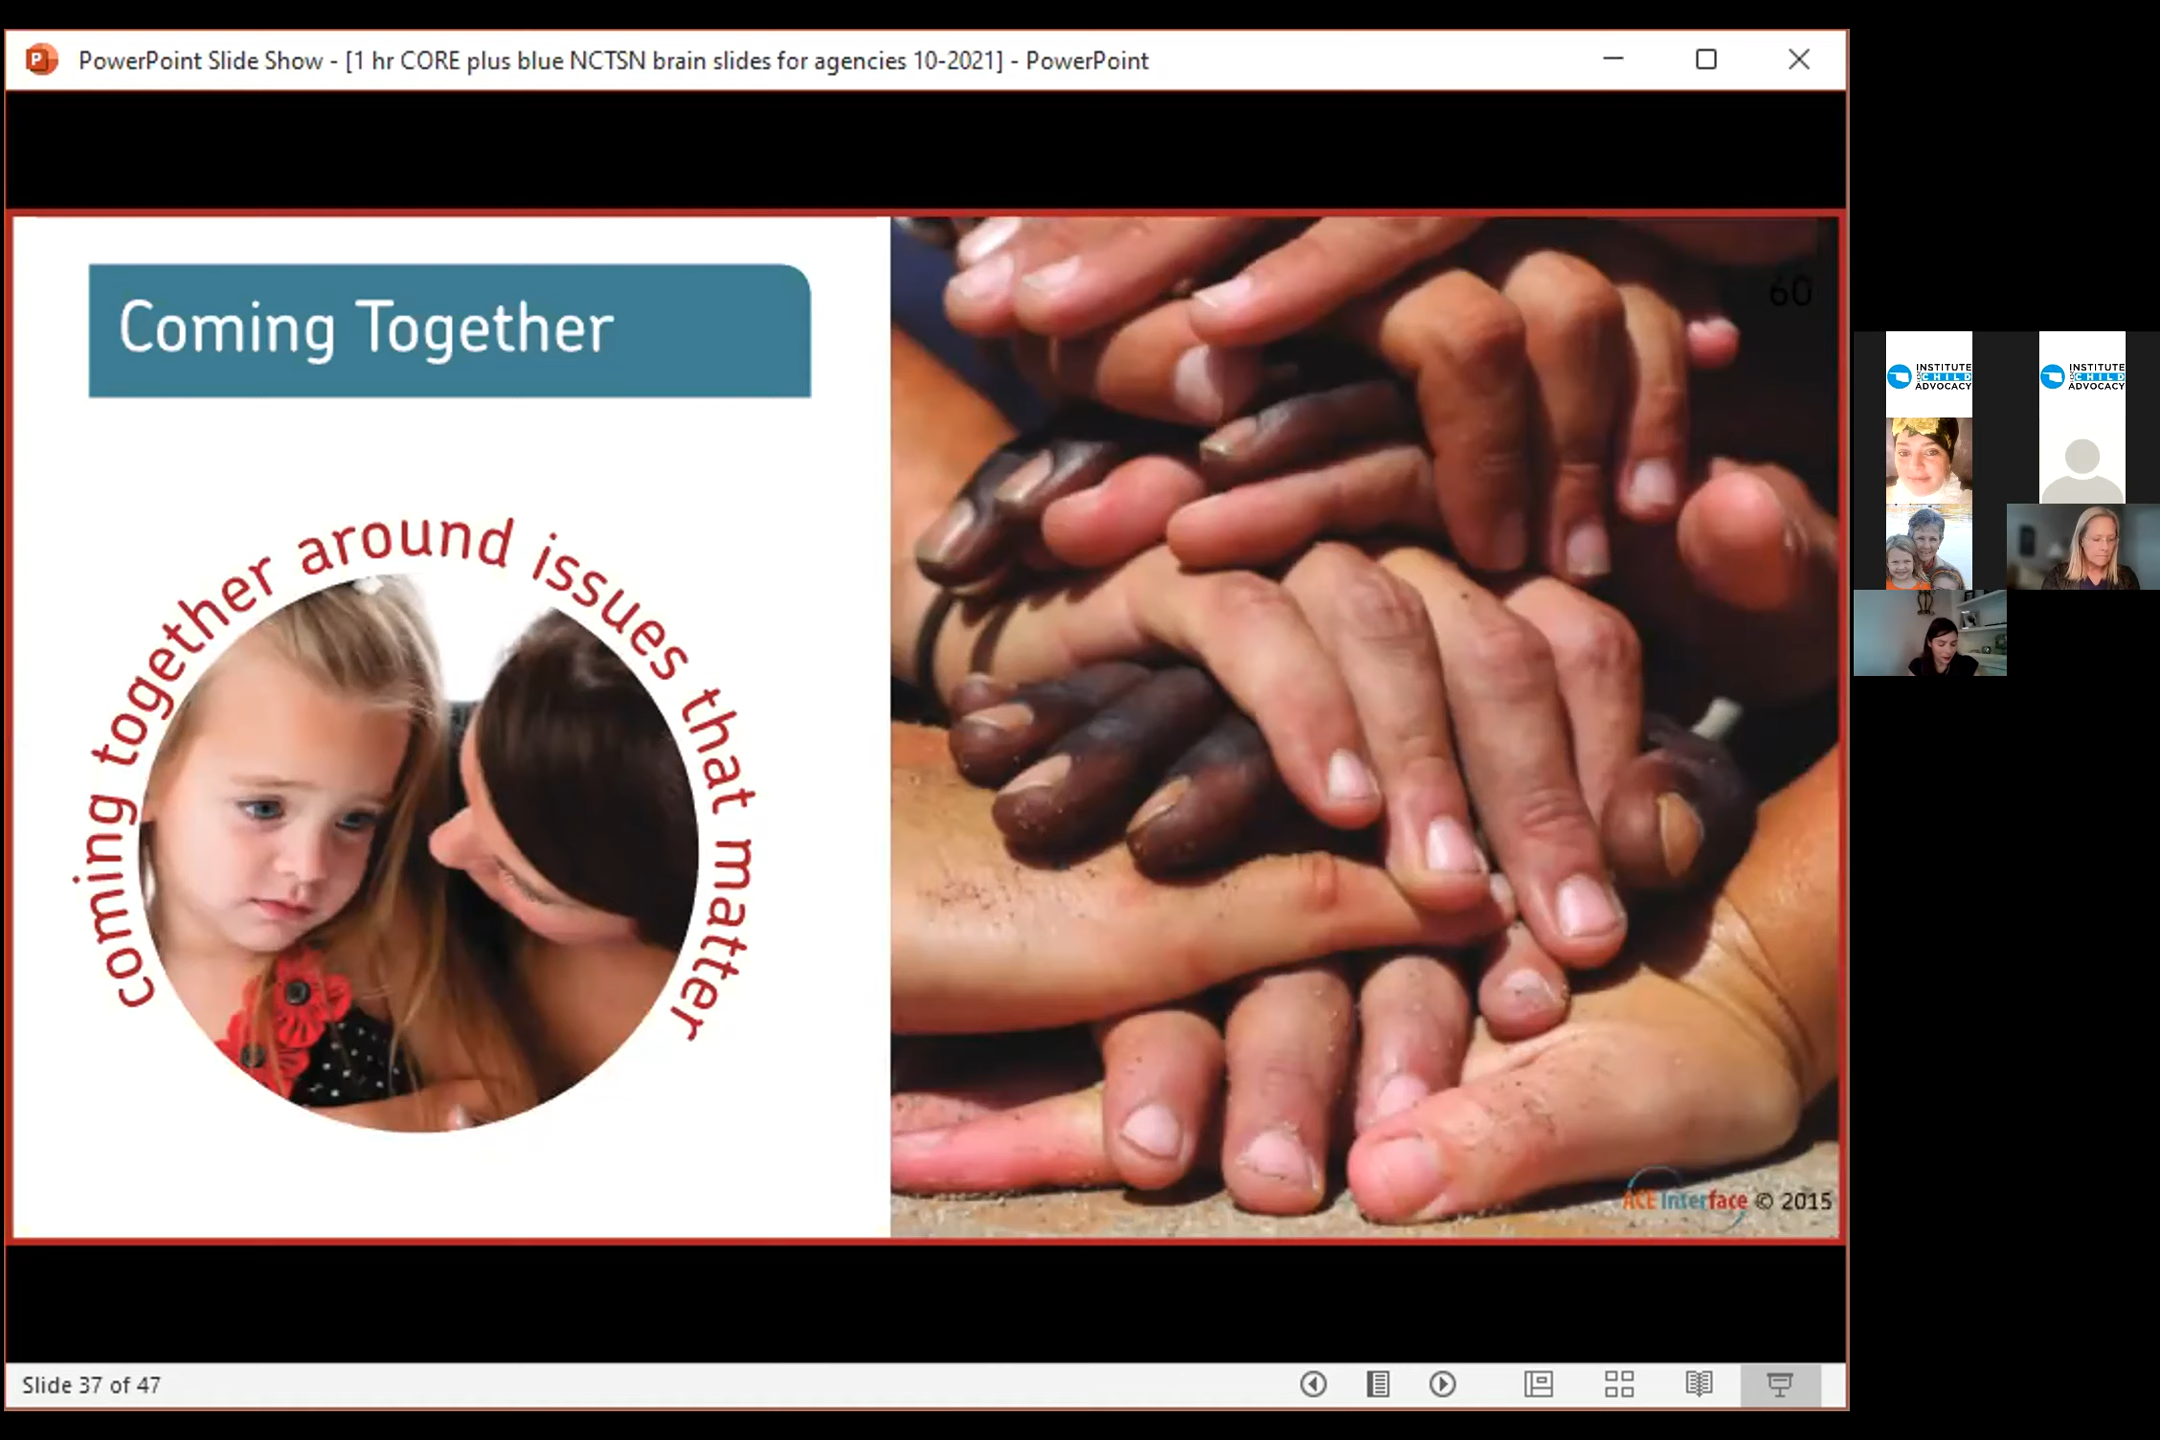 PowerPoint Slide Show - [1 hr CORE plus blue NCTSN brain slides for agencies 10-2021] - PowerPoint
Coming Together
60
coming together around issues that matter
ACE Interface © 2015
INSTITUTE
CHILD
ADVOCACY
INSTITUTE
CHILD
ADVOCACY
Slide 37 of 47